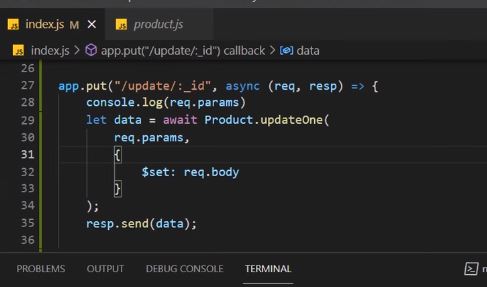 JS index.js M X JS product.js
JS index.js > app.put("/update/:_id") callback > data
26
27 app.put("/update/:_id", async (req, resp) => {
28 console.log(req.params)
29 let data = await Product.updateOne(
30 req.params,
31 {
32 $set: req.body
33 }
34 );
35 resp.send(data);
36
PROBLEMS OUTPUT DEBUG CONSOLE TERMINAL